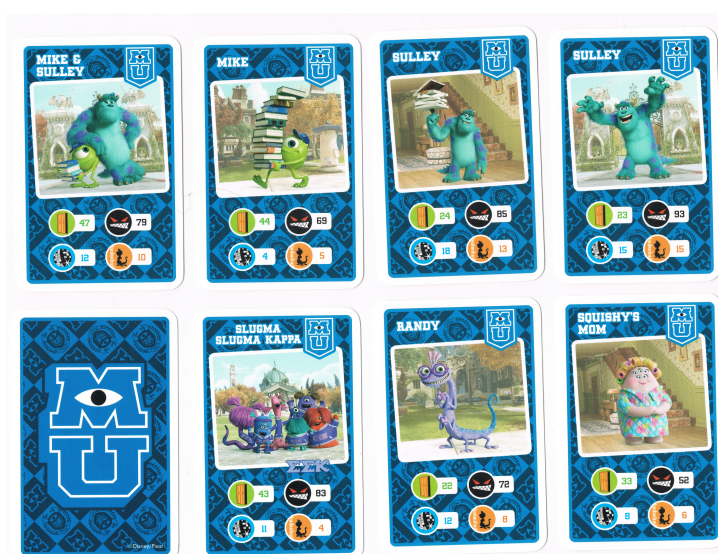 MIKE &
SULLEY
MU
47 79
12 10
MIKE
MU
44 69
4 5
SULLEY
MU
24 85
18 13
SULLEY
MU
23 93
15 15
MU
©Disney/Pixar
SLUGMA
SLUGMA KAPPA
MU
ΣΣΚ
43 83
11 4
RANDY
MU
22 72
12 8
SQUISHY'S
MOM
MU
33 52
8 6